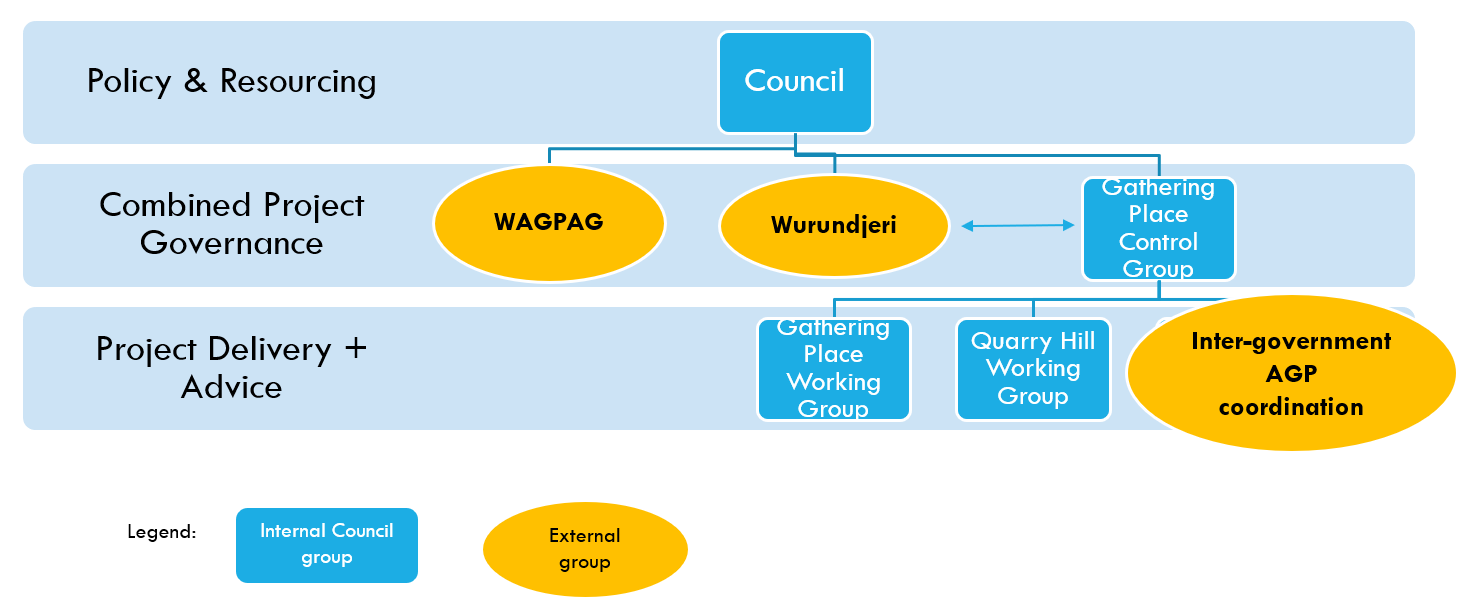 Policy & Resourcing
Council
Combined Project
Governance
WAGPAG
Wurundjeri
Gathering
Place
Control
Group
Project Delivery +
Advice
Gathering
Place
Working
Group
Quarry Hill
Working
Group
Inter-government
AGP
coordination
Legend:
Internal Council
group
External
group